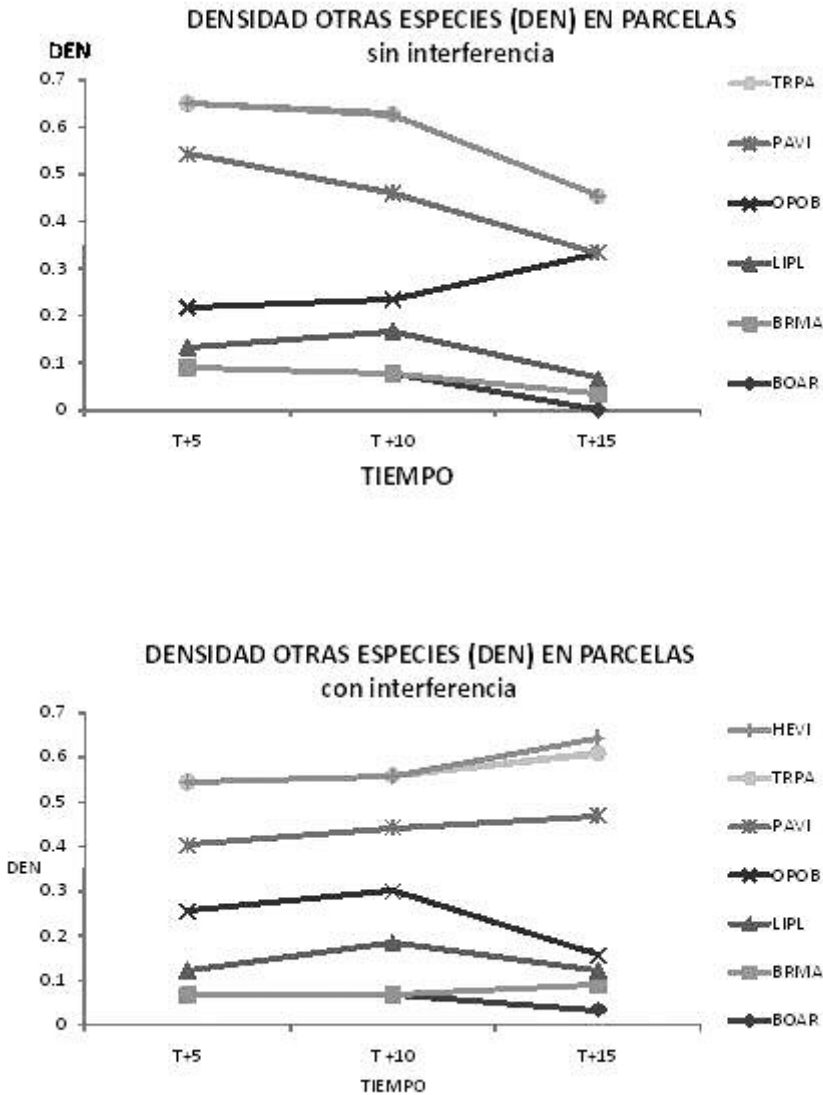 DENSIDAD OTRAS ESPECIES (DEN) EN PARCELAS
sin interferencia
DEN
0.7
0.6
0.5
0.4
0.3
0.2
0.1
0
T+5
T +10
T+15
TIEMPO
TRPA
PAVI
OPOB
LIPL
BRMA
BOAR
DENSIDAD OTRAS ESPECIES (DEN) EN PARCELAS
con interferencia
DEN
0.7
0.6
0.5
0.4
0.3
0.2
0.1
0
T+5
T +10
T+15
TIEMPO
HEVI
TRPA
PAVI
OPOB
LIPL
BRMA
BOAR